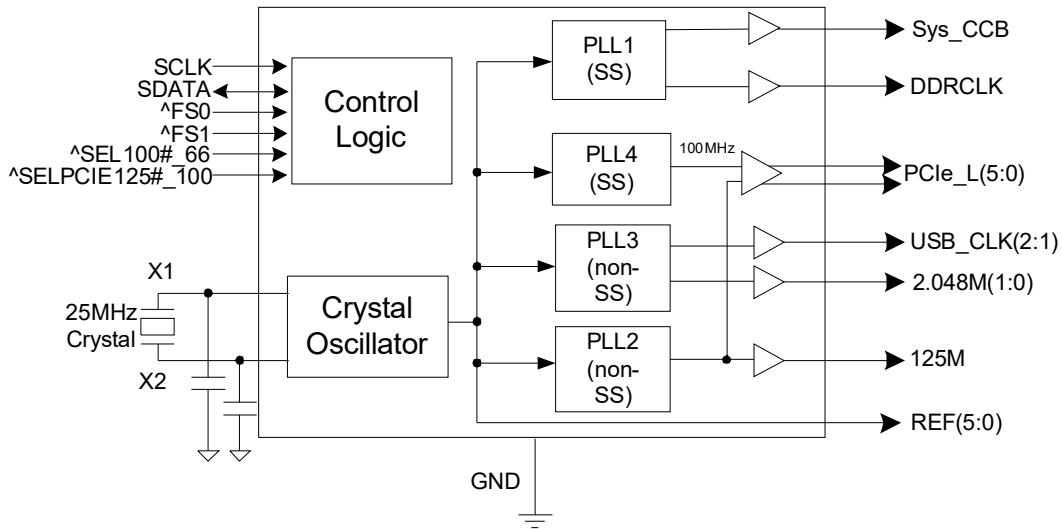 SCLK
SDATA
^FS0
^FS1
^SEL100#_66
^SELPCIE125#_100
Control
Logic
X1
25MHz
Crystal
X2
Crystal
Oscillator
PLL1
(SS)
PLL4
(SS)
100MHz
PLL3
(non-
SS)
PLL2
(non-
SS)
Sys_CCB
DDRCLK
PCIe_L(5:0)
USB_CLK(2:1)
2.048M(1:0)
125M
REF(5:0)
GND